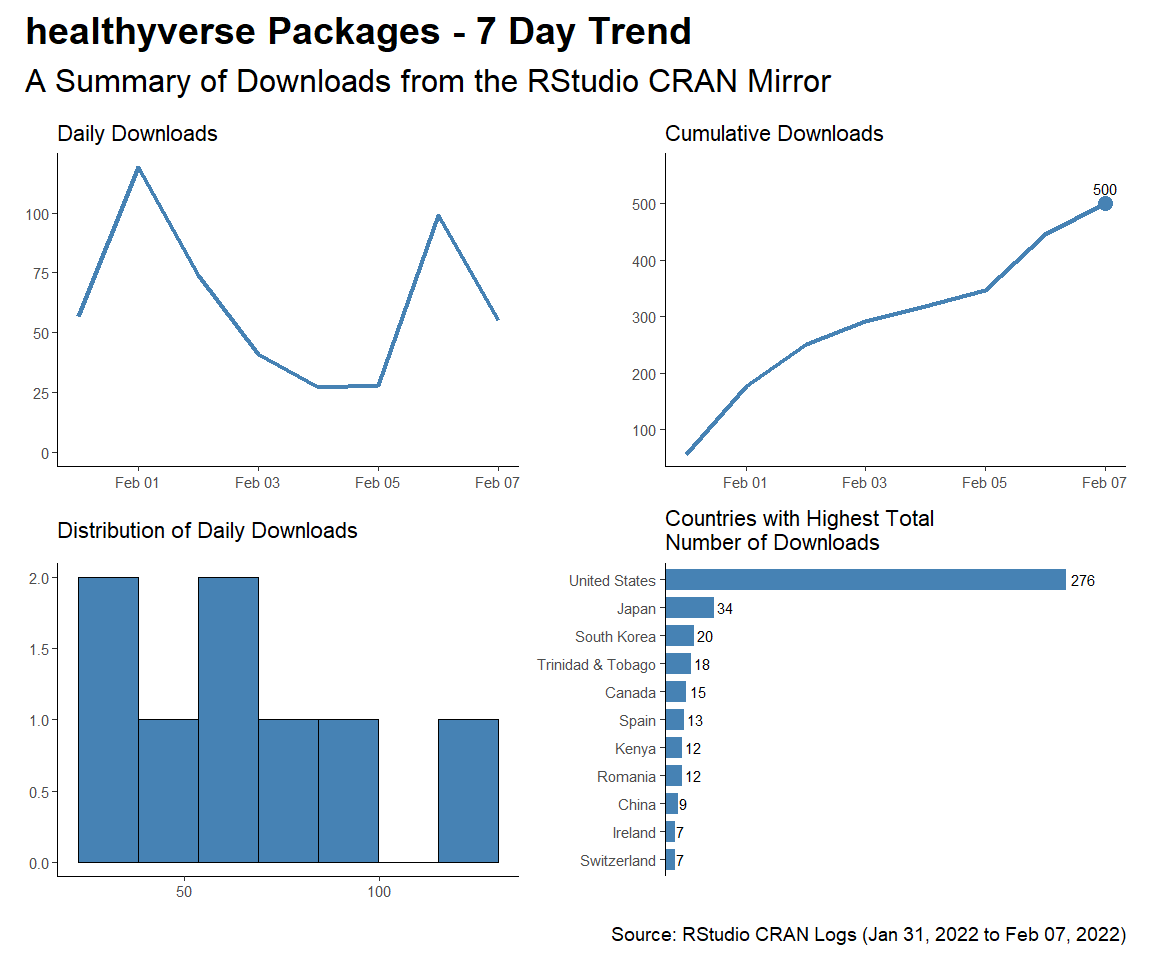 healthyverse Packages - 7 Day Trend
A Summary of Downloads from the RStudio CRAN Mirror
Daily Downloads
100
75
50
25
0
Feb 01 Feb 03 Feb 05 Feb 07
Cumulative Downloads
500
500
400
300
200
100
Feb 01 Feb 03 Feb 05 Feb 07
Distribution of Daily Downloads
2.0
1.5
1.0
0.5
0.0
50 100
Countries with Highest Total
Number of Downloads
United States 276
Japan 34
South Korea 20
Trinidad & Tobago 18
Canada 15
Spain 13
Kenya 12
Romania 12
China 9
Ireland 7
Switzerland 7
Source: RStudio CRAN Logs (Jan 31, 2022 to Feb 07, 2022)